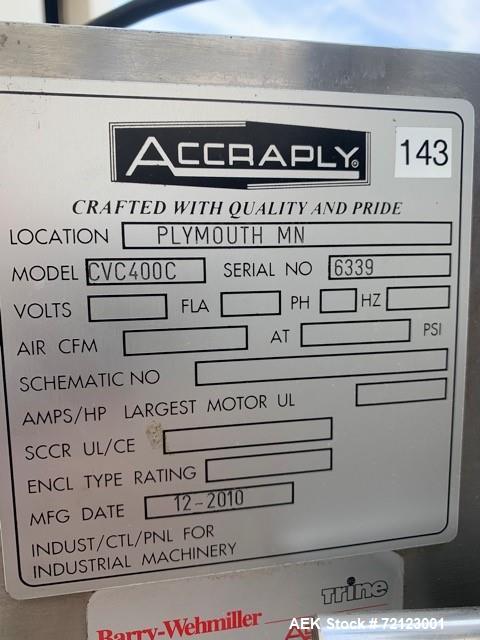 ACCRAPLY®
143
CRAFTED WITH QUALITY AND PRIDE
LOCATION PLYMOUTH MN
MODEL CVC400C SERIAL NO 6339
VOLTS FLA PH HZ
AIR CFM AT PSI
SCHEMATIC NO
AMPS/HP LARGEST MOTOR UL
SCCR UL/CE
ENCL TYPE RATING
MFG DATE 12-2010
INDUST/CTL/PNL FOR
INDUSTRIAL MACHINERY
trine
Barry-Wehmiller
AEK Stock # 72123001